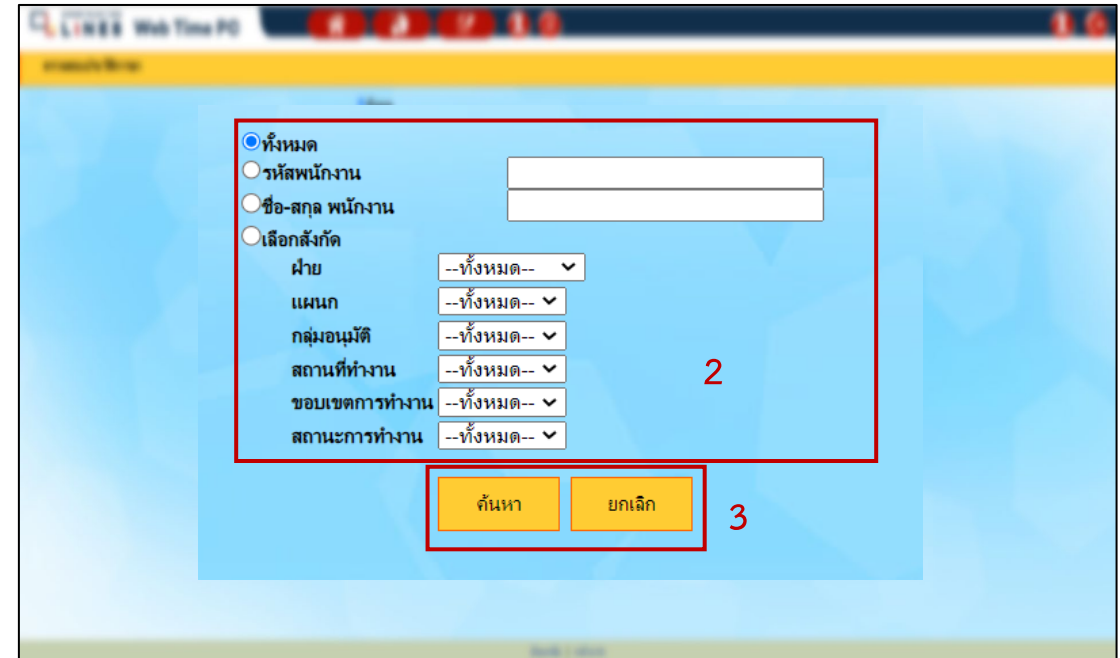 Web Time PO
ทั้งหมด
รหัสพนักงาน
ชื่อ-สกุล พนักงาน
เลือกสังกัด
ฝ่าย --ทั้งหมด--
แผนก --ทั้งหมด--
กลุ่มอนุมัติ --ทั้งหมด--
สถานที่ทำงาน --ทั้งหมด--
2
ขอบเขตการทำงาน --ทั้งหมด--
สถานะการทำงาน --ทั้งหมด--
ค้นหา ยกเลิก 3